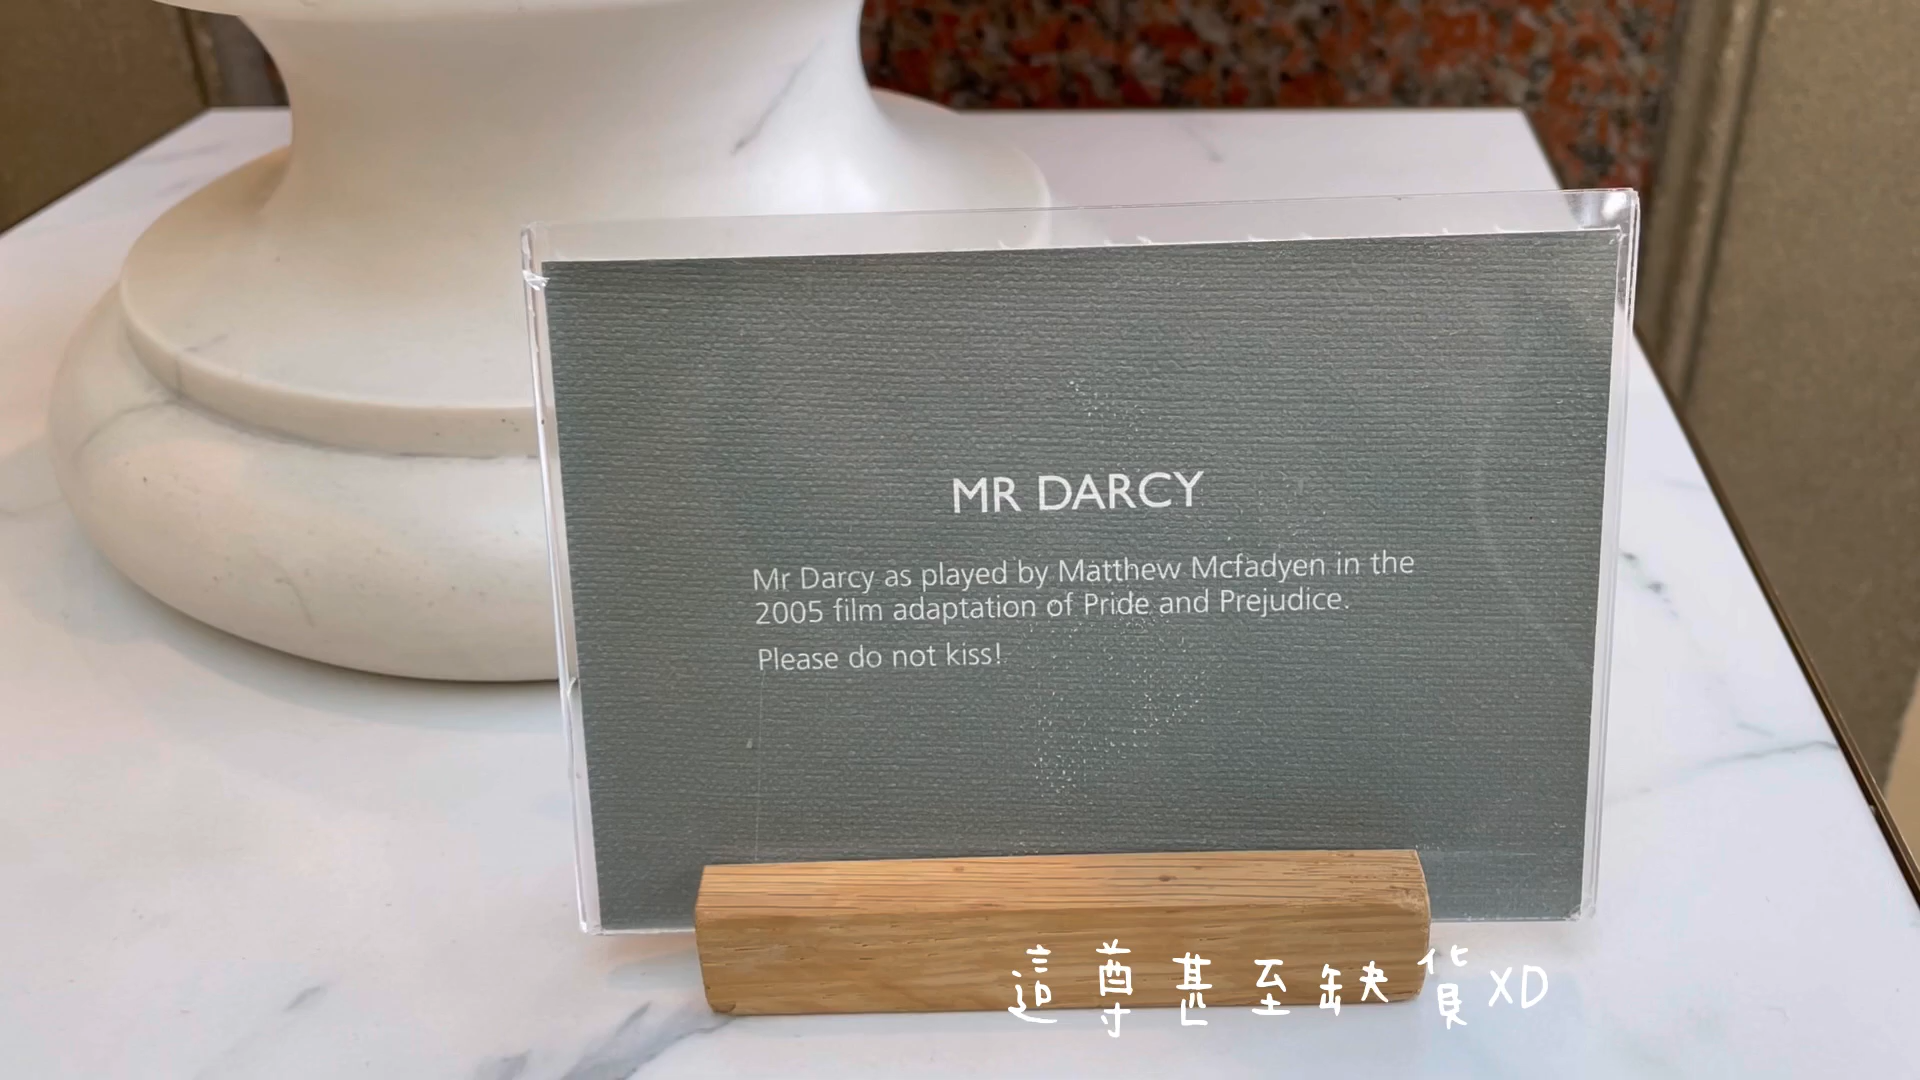 MR DARCY
Mr Darcy as played by Matthew Mcfadyen in the
2005 film adaptation of Pride and Prejudice.
Please do not kiss!
這尊甚至缺貨XD